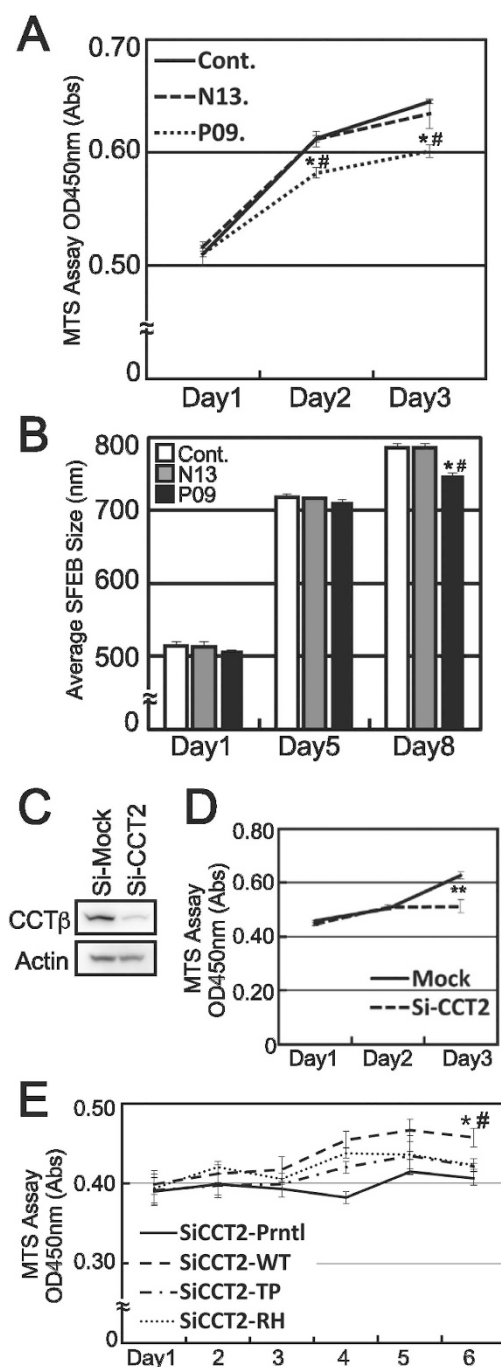 A
MTS Assay OD450nm (Abs)
0.70
0.60
0.50
≈
0
Cont.
N13.
P09.
*#
*#
Day1 Day2 Day3
B
Average SFEB Size (nm)
800
700
600
500
≈
0
Cont.
N13
P09
*#
Day1 Day5 Day8
C
Si-Mock
Si-CCT2
CCTβ
Actin
D
MTS Assay
OD450nm (Abs)
0.80
0.60
0.40
0.20
0
**
Mock
Si-CCT2
Day1 Day2 Day3
E
MTS Assay
OD450nm (Abs)
0.50
0.40
0.30
≈
0
*#
SiCCT2-Prntl
SiCCT2-WT
SiCCT2-TP
SiCCT2-RH
Day1 2 3 4 5 6